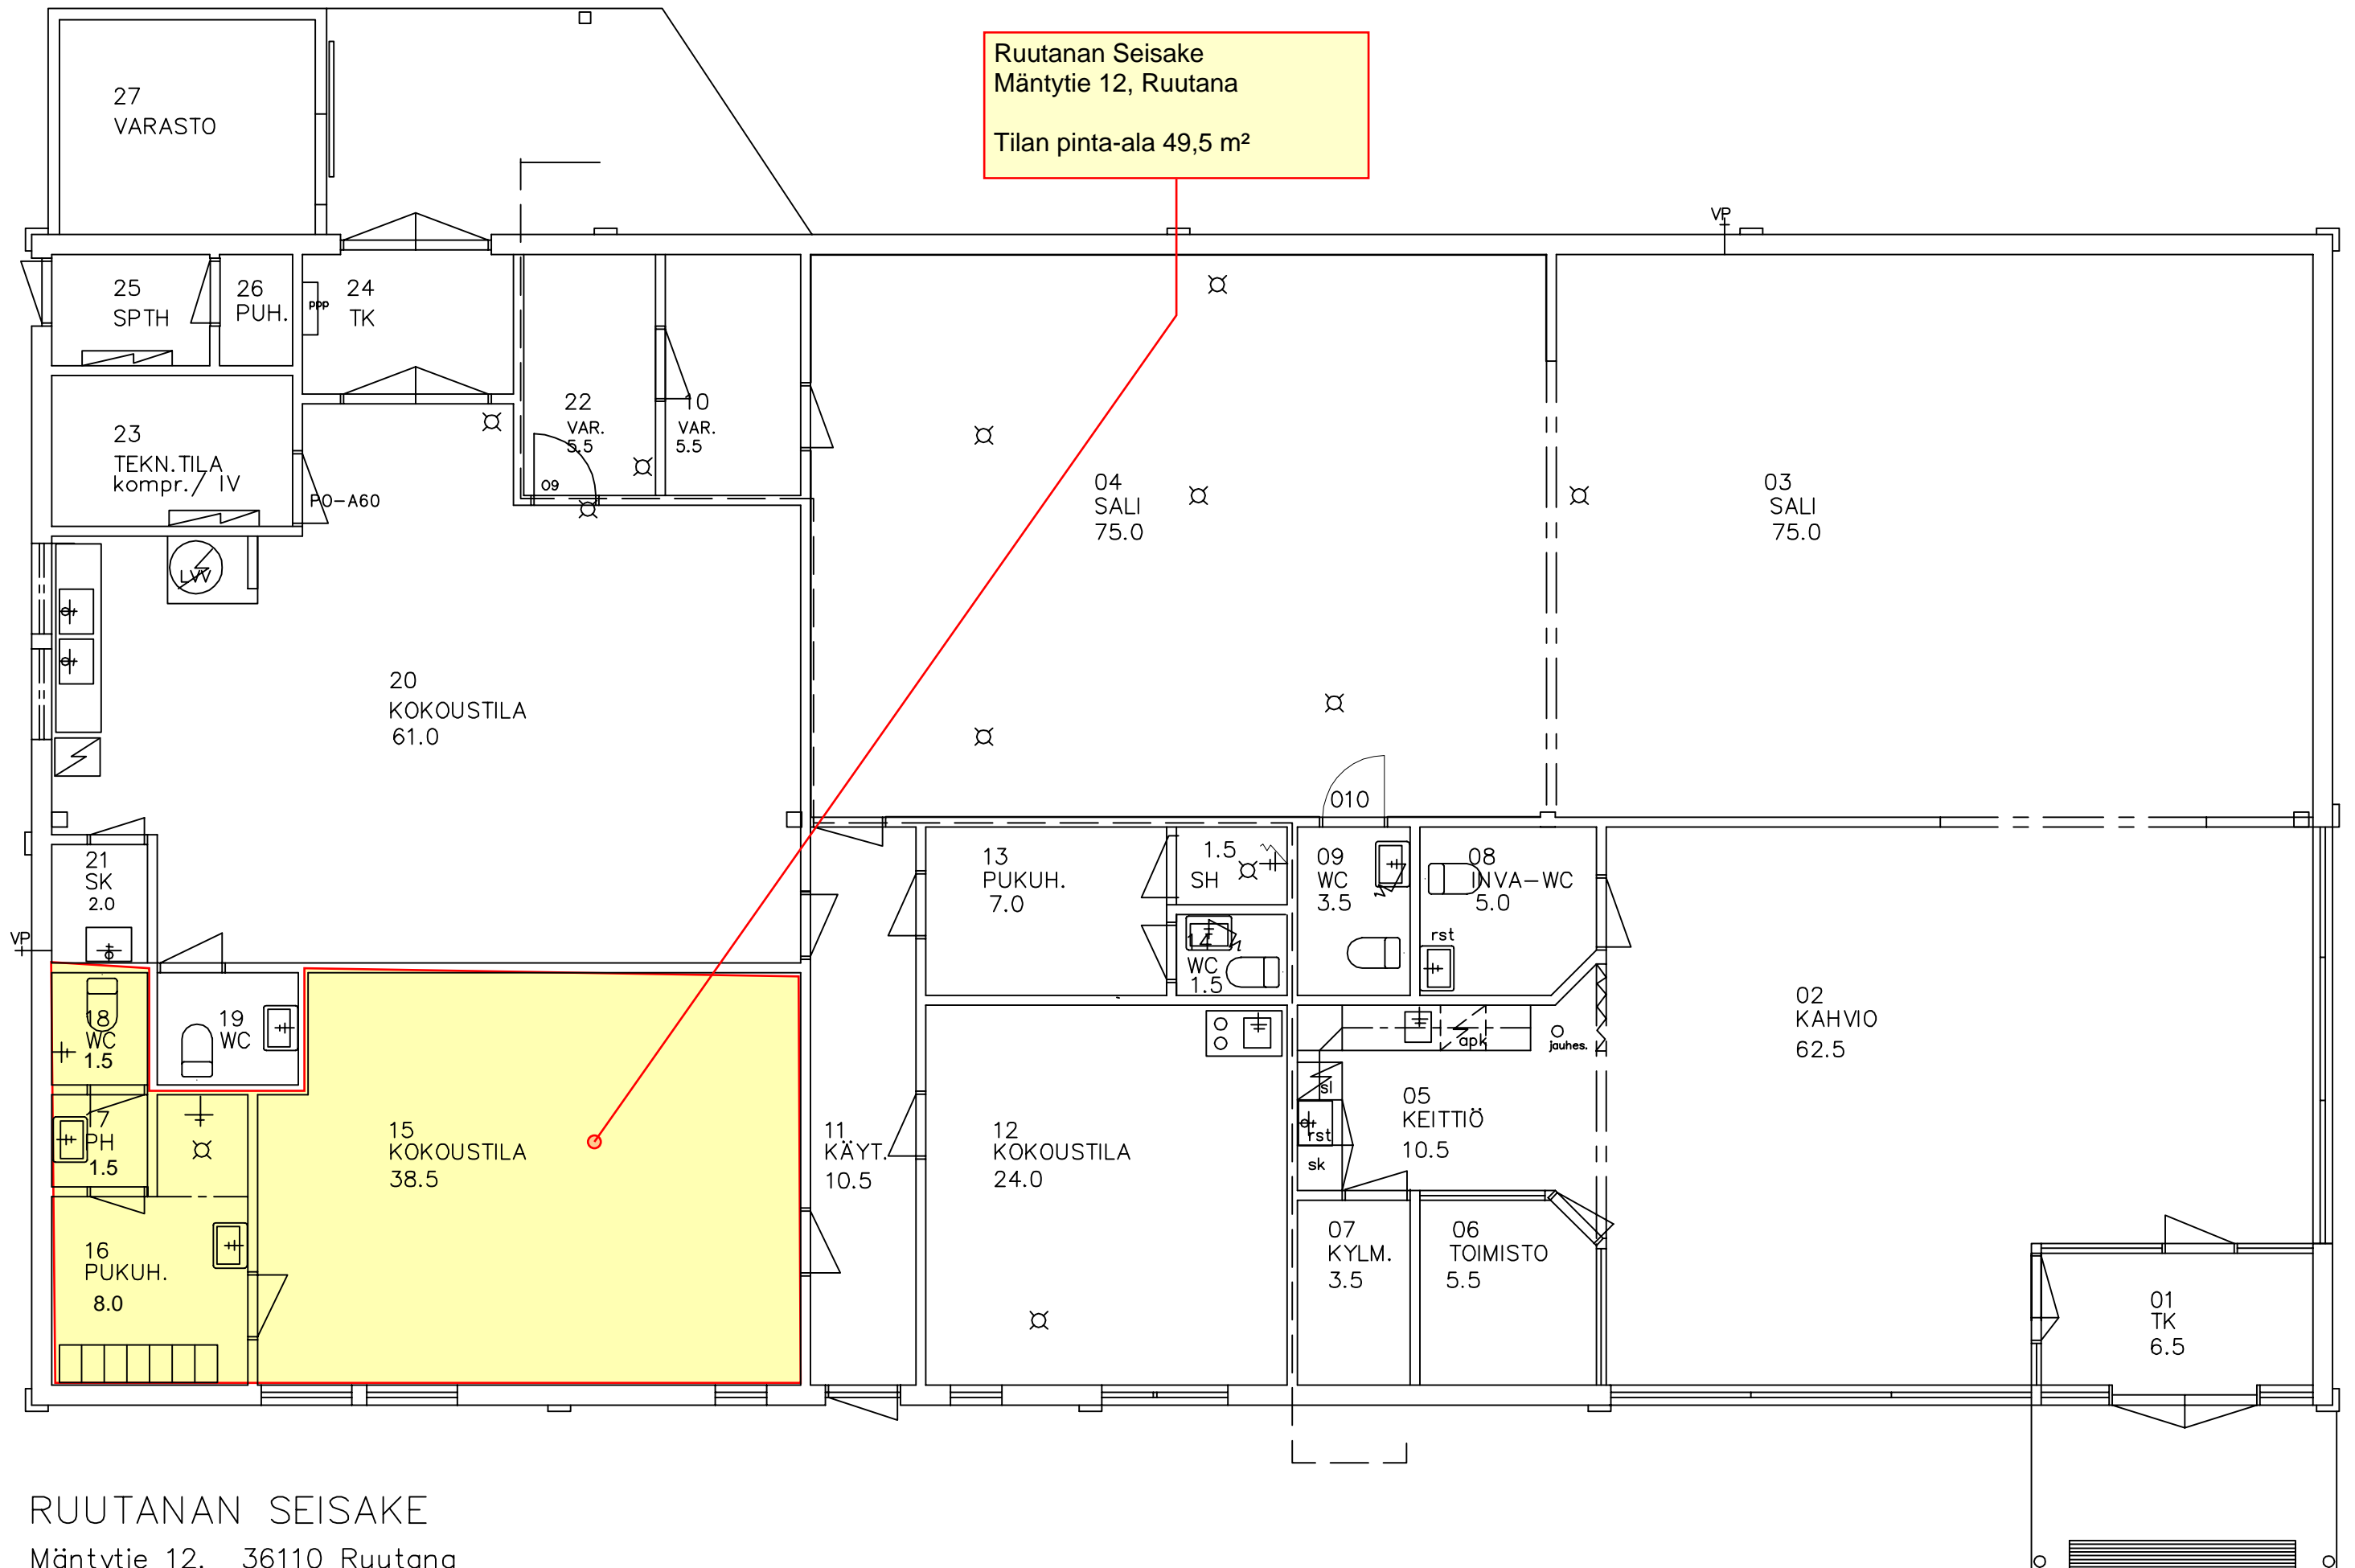 Ruutanan Seisake
Mäntytie 12, Ruutana
Tilan pinta-ala 49,5 m²
27
VARASTO
VP
25
SPTH
26
PUH.
ppp
24
TK
22
VAR.
5.5
10
VAR.
5.5
23
TEKN.TILA
kompr./ IV
PO-A60
09
04
SALI
75.0
03
SALI
75.0
LVV
20
KOKOUSTILA
61.0
010
21
SK
2.0
VP
13
PUKUH.
7.0
1.5
SH
14
WC
1.5
09
WC
3.5
08
INVA-WC
5.0
rst
18
WC
1.5
19
WC
02
KAHVIO
62.5
apk
jauhes.
sl
rst
sk
05
KEITTIÖ
10.5
17
PH
1.5
15
KOKOUSTILA
38.5
11
KÄYT.
10.5
12
KOKOUSTILA
24.0
16
PUKUH.
8.0
07
KYLM.
3.5
06
TOIMISTO
5.5
01
TK
6.5
RUUTANAN SEISAKE
Mäntytie 12, 36110 Ruutana